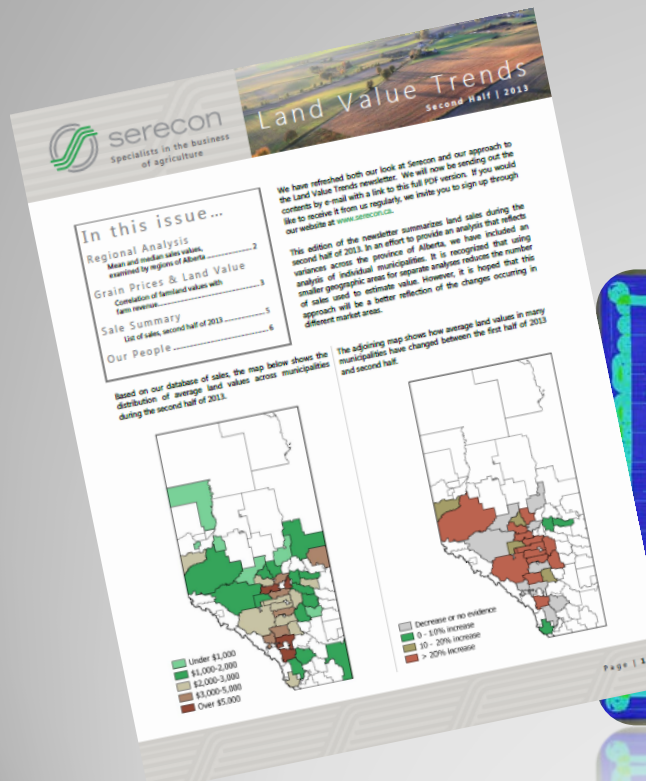 serecon
Specialists in the business
of agriculture
Land Value Trends
Second Half | 2013
In this issue...
Regional Analysis
Mean and median sales values,
examined by regions of Alberta 2
Grain Prices & Land Value
Correlation of farmland values with
farm revenue 3
Sale Summary
List of sales, second half of 2013 5
Our People 6
We have refreshed both our look at Serecon and our approach to
the Land Value Trends newsletter. We will now be sending out the
contents by e-mail with a link to this full PDF version. If you would
like to receive it from us regularly, we invite you to sign up through
our website at www.serecon.ca.
This edition of the newsletter summarizes land sales during the
second half of 2013. In an effort to provide an analysis that reflects
variances across the province of Alberta, we have included an
analysis of individual municipalities. It is recognized that using
smaller geographic areas for separate analyses reduces the number
of sales used to estimate value. However, it is hoped that this
approach will be a better reflection of the changes occurring in
different market areas.
Based on our database of sales, the map below shows the
distribution of average land values across municipalities
during the second half of 2013.
The adjoining map shows how average land values in many
municipalities have changed between the first half of 2013
and second half.
Under $1,000
$1,000-2,000
$2,000-3,000
$3,000-5,000
Over $5,000
Decrease or no evidence
0 - 10% increase
10 - 20% increase
> 20% increase
Page | 1